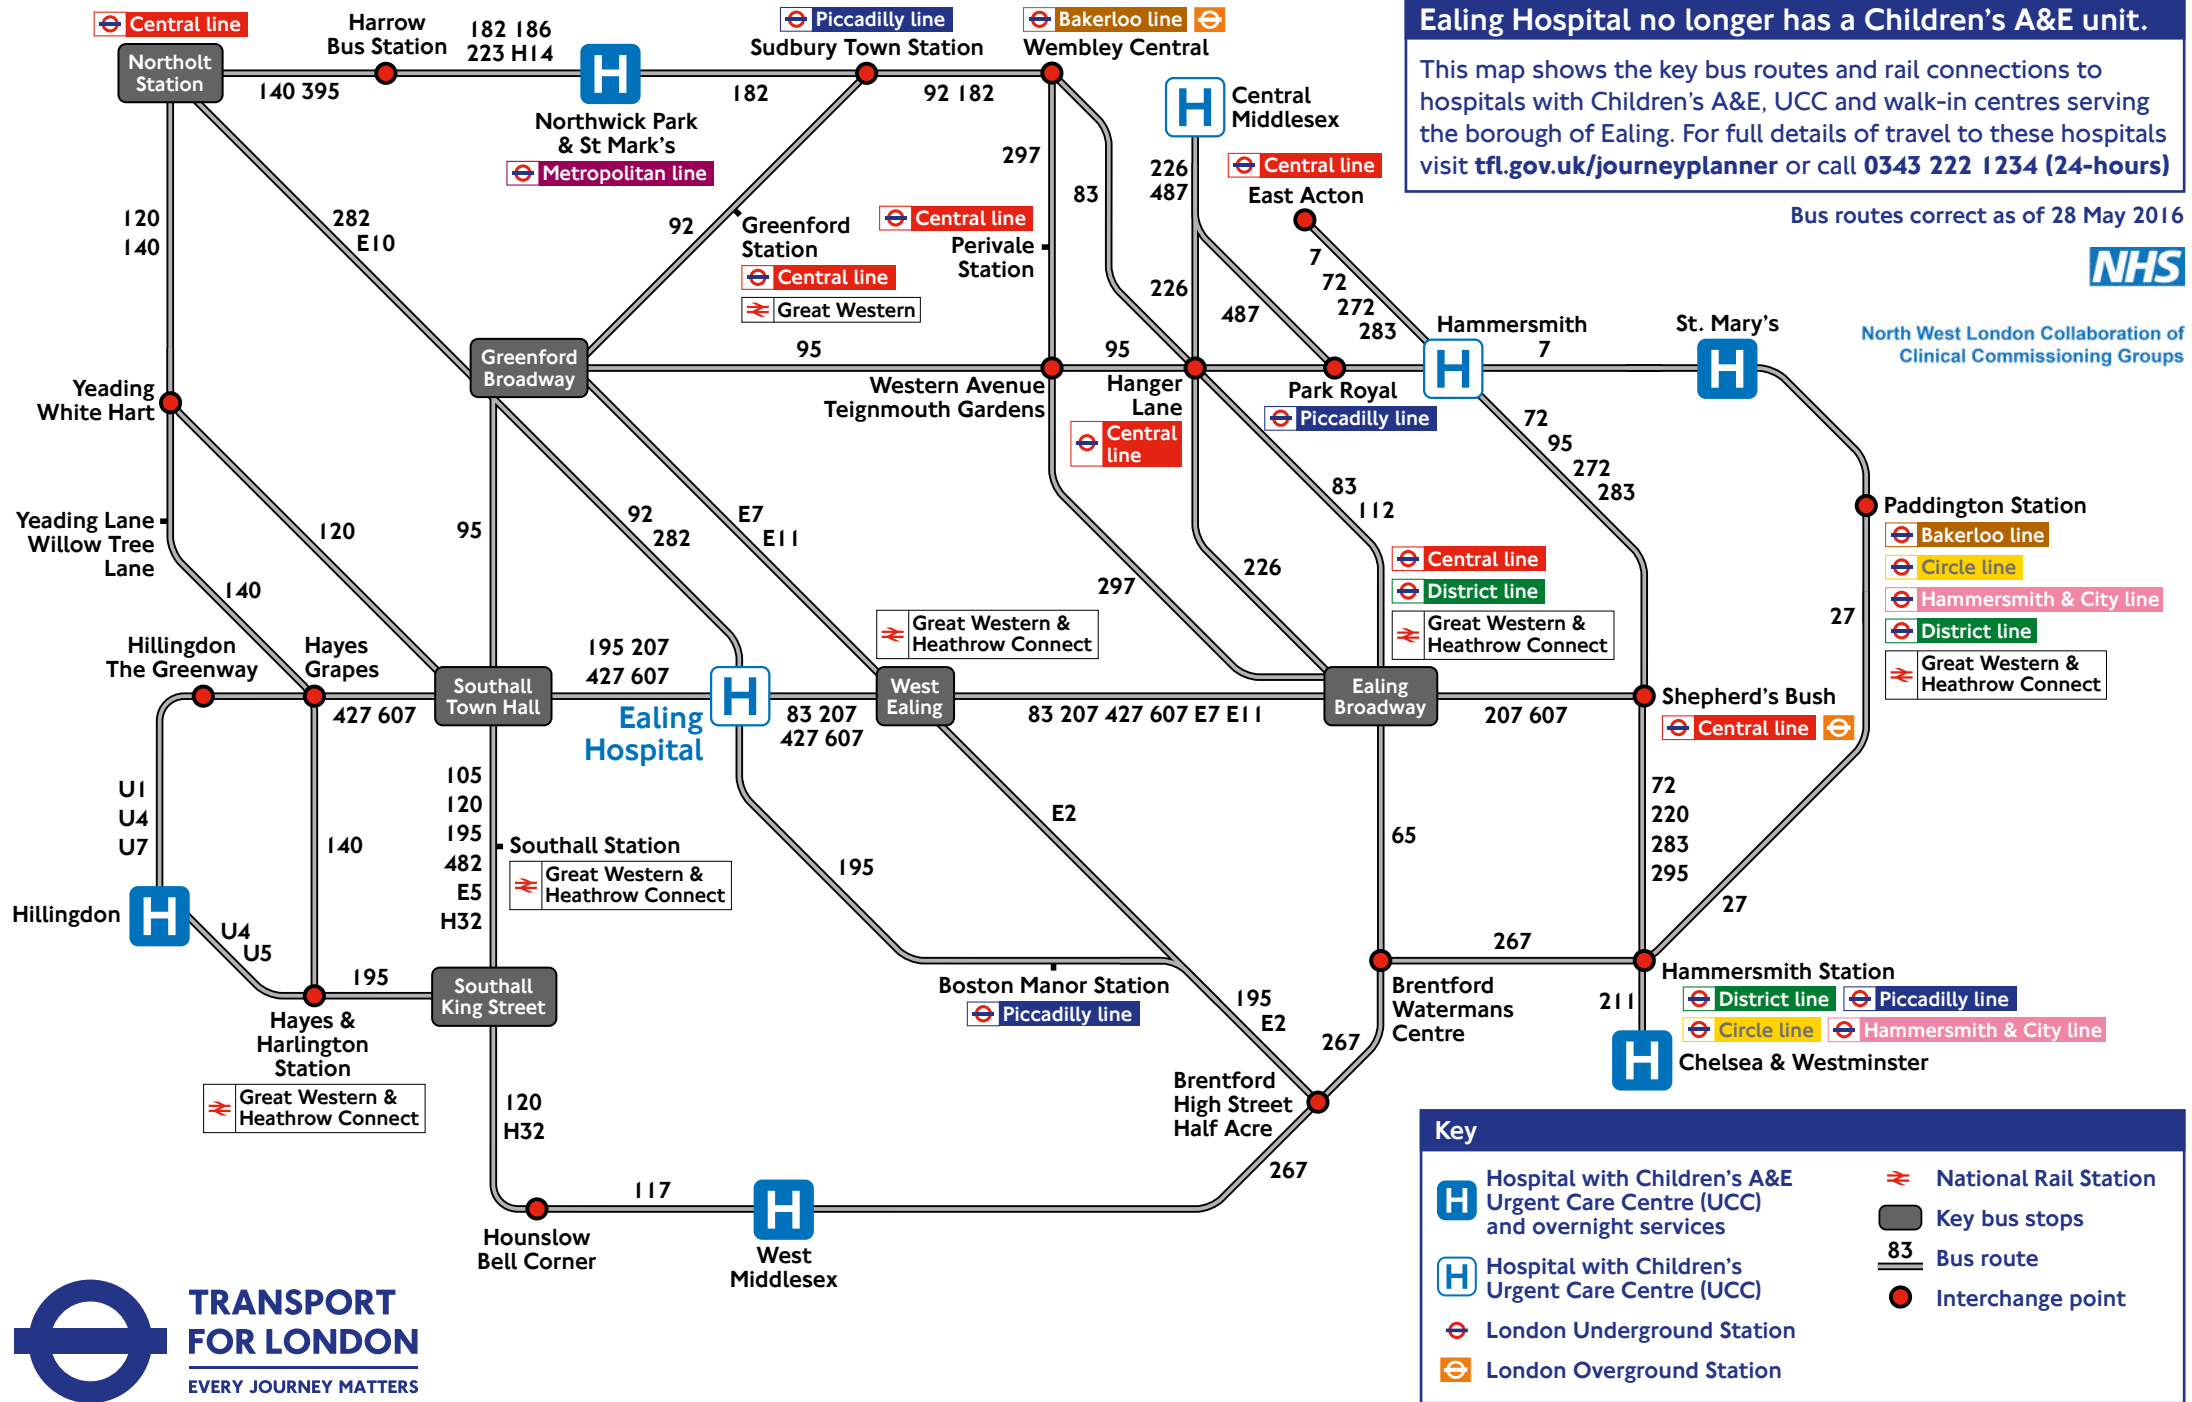 Central line
Northolt
Station
Harrow
Bus Station
182 186
223 H14
140 395
Northwick Park
& St Mark's
Metropolitan line
182
Piccadilly line
Sudbury Town Station
92 182
Bakerloo line
Wembley Central
Central
Middlesex
226
487
297
83
Central line
East Acton
7
72
272
283
Ealing Hospital no longer has a Children's A&E unit.
This map shows the key bus routes and rail connections to
hospitals with Children's A&E, UCC and walk-in centres serving
the borough of Ealing. For full details of travel to these hospitals
visit tfl.gov.uk/journeyplanner or call 0343 222 1234 (24-hours)
Bus routes correct as of 28 May 2016
NHS
North West London Collaboration of
Clinical Commissioning Groups
120
140
282
E10
92
Greenford
Station
Central line
Great Western
Central line
Perivale
Station
226
487
Hammersmith
7
St. Mary's
Greenford
Broadway
95
Western Avenue
Teignmouth Gardens
95
Hanger
Lane
Central
line
Park Royal
Piccadilly line
72
95
272
283
Yeading
White Hart
Yeading Lane
Willow Tree
Lane
120
140
95
92
282
E7
E11
297
226
83
112
Central line
District line
Great Western &
Heathrow Connect
Paddington Station
Bakerloo line
Circle line
Hammersmith & City line
District line
Great Western &
Heathrow Connect
27
Hillingdon
The Greenway
Hayes
Grapes
427 607
Southall
Town Hall
195 207
427 607
Ealing
Hospital
83 207
427 607
Great Western &
Heathrow Connect
West
Ealing
83 207 427 607 E7 E11
Ealing
Broadway
207 607
Shepherd's Bush
Central line
U1
U4
U7
Hillingdon
U4
U5
140
195
105
120
195
482
E5
H32
Southall Station
Great Western &
Heathrow Connect
195
E2
65
72
220
283
295
27
267
Hayes &
Harlington
Station
Great Western &
Heathrow Connect
Southall
King Street
Boston Manor Station
Piccadilly line
195
E2
Brentford
Watermans
Centre
267
Hammersmith Station
District line
Piccadilly line
Circle line
Hammersmith & City line
211
Chelsea & Westminster
120
H32
Hounslow
Bell Corner
117
West
Middlesex
Brentford
High Street
Half Acre
267
Key
H
Hospital with Children's A&E
Urgent Care Centre (UCC)
and overnight services
H
Hospital with Children's
Urgent Care Centre (UCC)
London Underground Station
London Overground Station
National Rail Station
Key bus stops
83
Bus route
Interchange point
TRANSPORT
FOR LONDON
EVERY JOURNEY MATTERS